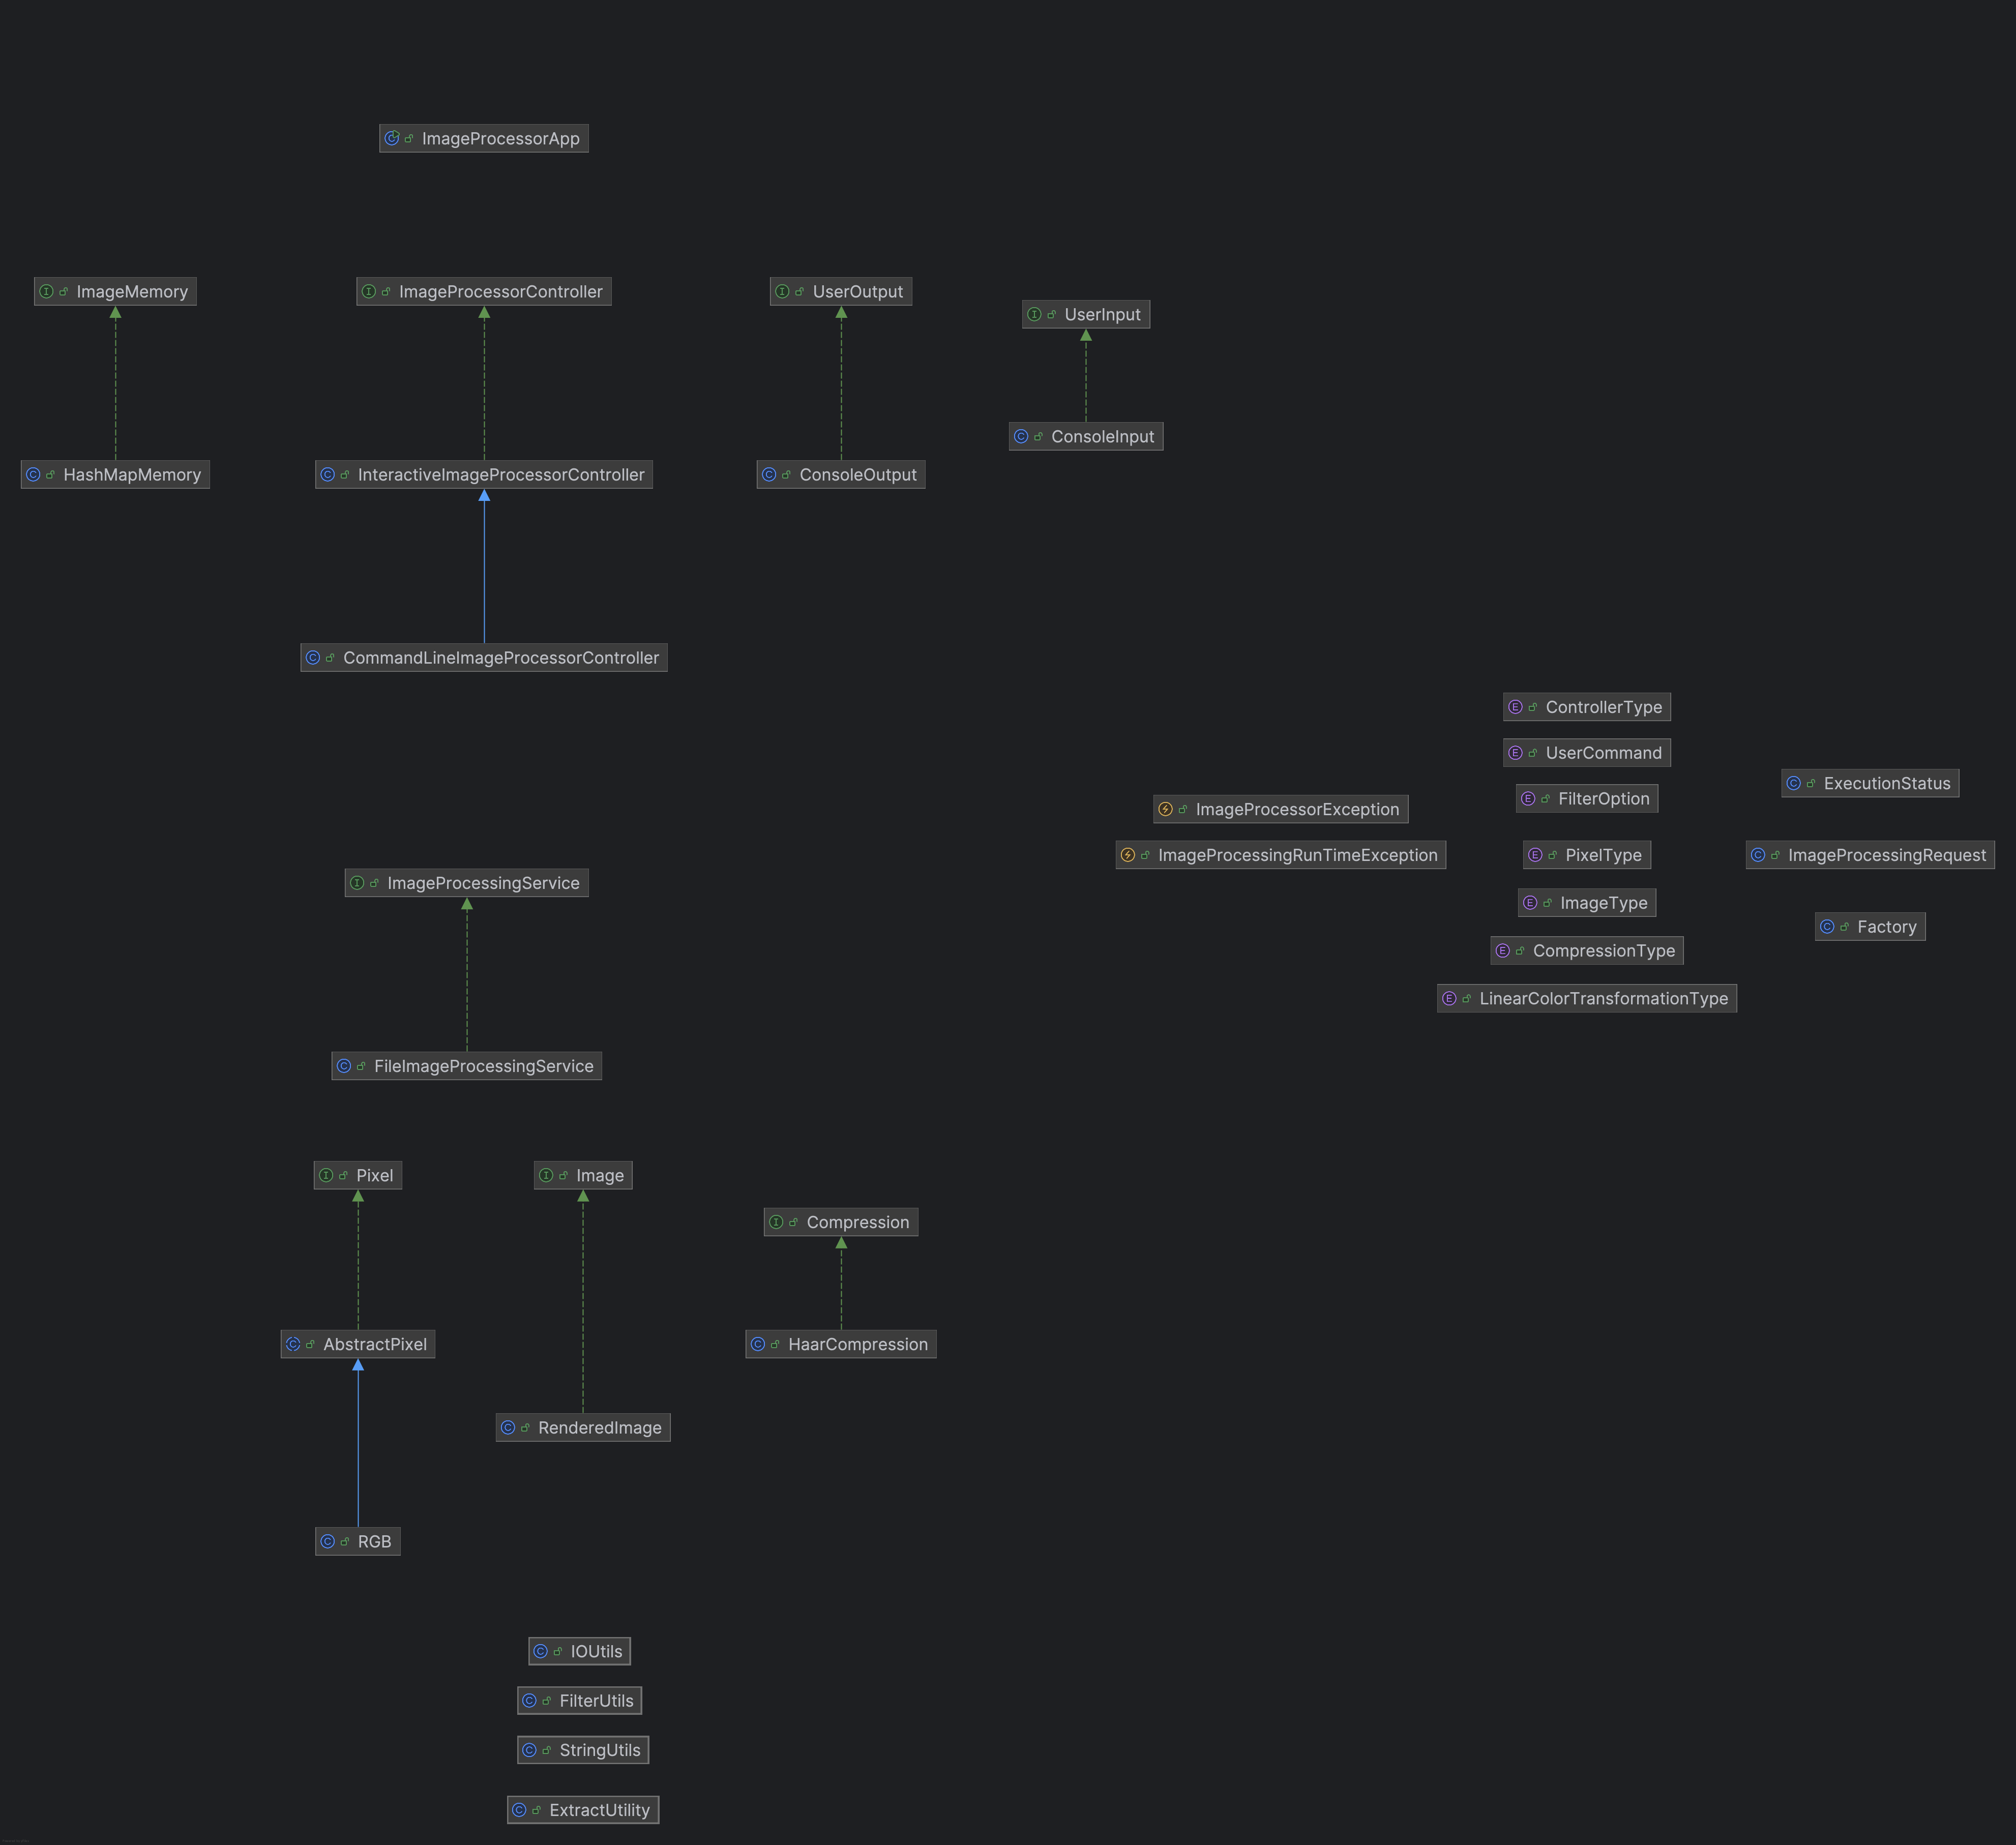 ImageProcessorApp
ImageMemory
ImageProcessorController
UserOutput
UserInput
ConsoleInput
HashMapMemory
InteractiveImageProcessorController
ConsoleOutput
CommandLineImageProcessorController
ControllerType
UserCommand
ExecutionStatus
FilterOption
ImageProcessorException
ImageProcessingRunTimeException
PixelType
ImageProcessingRequest
ImageProcessingService
ImageType
Factory
CompressionType
LinearColorTransformationType
FileImageProcessingService
Pixel
Image
Compression
AbstractPixel
HaarCompression
RenderedImage
RGB
IOUtils
FilterUtils
StringUtils
ExtractUtility